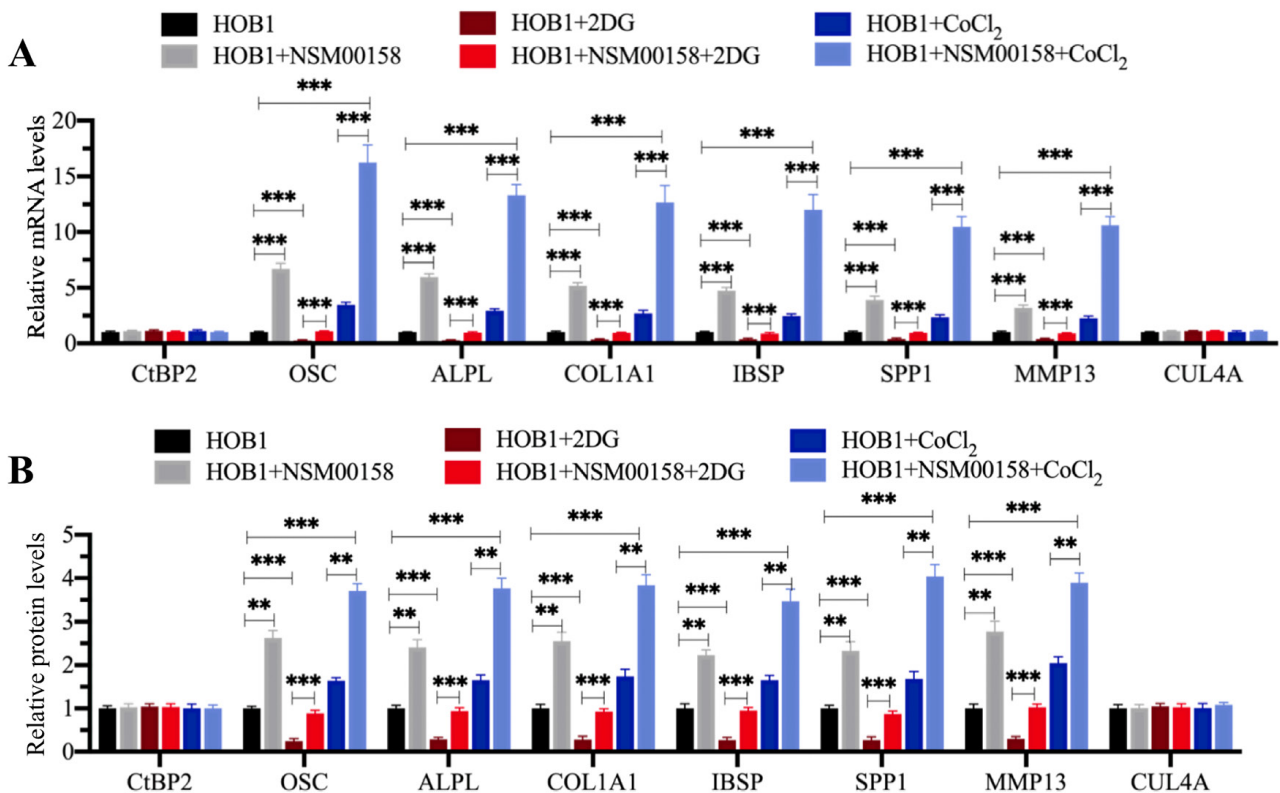 A
HOB1
HOB1+NSM00158
HOB1+2DG
HOB1+NSM00158+2DG
HOB1+CoCl2
HOB1+NSM00158+CoCl2
Relative mRNA levels
20
15
10
5
0
*** *** *** ***
***
*** *** *** ***
***
*** *** *** ***
***
*** *** *** ***
***
*** *** *** ***
***
*** *** *** ***
***
CtBP2 OSC ALPL COL1A1 IBSP SPP1 MMP13 CUL4A
B
HOB1
HOB1+NSM00158
HOB1+2DG
HOB1+NSM00158+2DG
HOB1+CoCl2
HOB1+NSM00158+CoCl2
Relative protein levels
5
4
3
2
1
0
*** *** ** ** ***
*** *** ** ** ***
*** *** ** ** ***
*** *** ** ** ***
*** *** ** ** ***
*** *** ** ** ***
CtBP2 OSC ALPL COL1A1 IBSP SPP1 MMP13 CUL4A